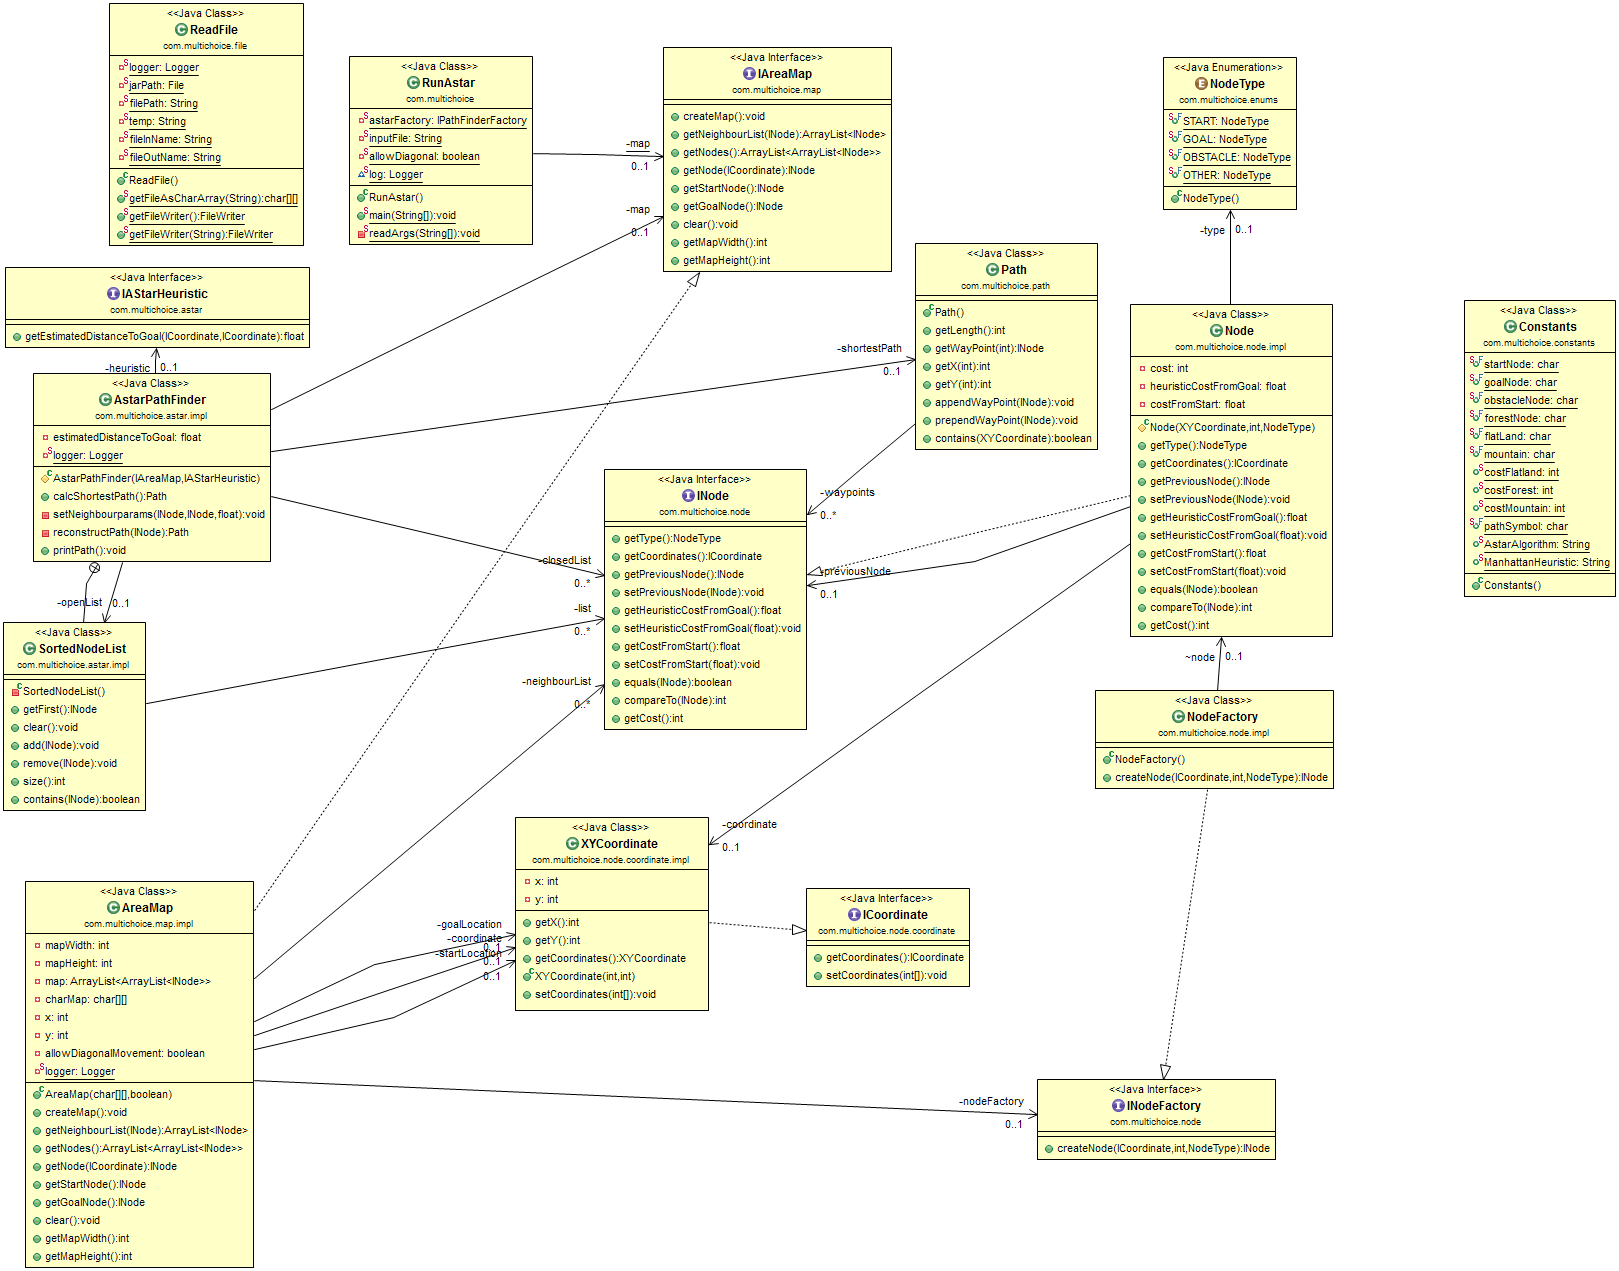 <<Java Class>>
ReadFile
com.multichoice.file
logger: Logger
jarPath: File
filePath: String
temp: String
fileInName: String
fileOutName: String
ReadFile()
getFileAsCharArray(String):char[][]
getFileWriter():FileWriter
getFileWriter(String):FileWriter
<<Java Class>>
RunAstar
com.multichoice
astarFactory: IPathFinderFactory
inputFile: String
allowDiagonal: boolean
log: Logger
RunAstar()
main(String[]):void
readArgs(String[]):void
-map
0..1
-map
0..1
<<Java Interface>>
IAreaMap
com.multichoice.map
createMap():void
getNeighbourList(INode):ArrayList<INode>
getNodes():ArrayList<ArrayList<INode>>
getNode(ICoordinate):INode
getStartNode():INode
getGoalNode():INode
clear():void
getMapWidth():int
getMapHeight():int
<<Java Enumeration>>
NodeType
com.multichoice.enums
START: NodeType
GOAL: NodeType
OBSTACLE: NodeType
OTHER: NodeType
NodeType()
-type
0..1
<<Java Interface>>
IAStarHeuristic
com.multichoice.astar
getEstimatedDistanceToGoal(ICoordinate,ICoordinate):float
-heuristic
0..1
<<Java Class>>
Path
com.multichoice.path
Path()
getLength():int
getWayPoint(int):INode
getX(int):int
getY(int):int
appendWayPoint(INode):void
prependWayPoint(INode):void
contains(XYCoordinate):boolean
-shortestPath
0..1
<<Java Class>>
Node
com.multichoice.node.impl
cost: int
heuristicCostFromGoal: float
costFromStart: float
Node(XYCoordinate,int,NodeType)
getType():NodeType
getCoordinates():ICoordinate
getPreviousNode():INode
setPreviousNode(INode):void
getHeuristicCostFromGoal():float
setHeuristicCostFromGoal(float):void
getCostFromStart():float
setCostFromStart(float):void
equals(INode):boolean
compareTo(INode):int
getCost():int
<<Java Class>>
Constants
com.multichoice.constants
startNode: char
goalNode: char
obstacleNode: char
forestNode: char
flatLand: char
mountain: char
costFlatland: int
costForest: int
costMountain: int
pathSymbol: char
AstarAlgorithm: String
ManhattanHeuristic: String
Constants()
<<Java Class>>
AstarPathFinder
com.multichoice.astar.impl
estimatedDistanceToGoal: float
logger: Logger
AstarPathFinder(IAreaMap,IAStarHeuristic)
calcShortestPath():Path
setNeighbourparams(INode,INode,float):void
reconstructPath(INode):Path
printPath():void
-openList
0..1
<<Java Interface>>
INode
com.multichoice.node
getType():NodeType
getCoordinates():ICoordinate
getPreviousNode():INode
setPreviousNode(INode):void
getHeuristicCostFromGoal():float
setHeuristicCostFromGoal(float):void
getCostFromStart():float
setCostFromStart(float):void
equals(INode):boolean
compareTo(INode):int
getCost():int
-waypoints
0..*
-previousNode
0..1
-closedList
0..*
-list
0..*
-neighbourList
0..*
<<Java Class>>
SortedNodeList
com.multichoice.astar.impl
SortedNodeList()
getFirst():INode
clear():void
add(INode):void
remove(INode):void
size():int
contains(INode):boolean
~node
0..1
<<Java Class>>
NodeFactory
com.multichoice.node.impl
NodeFactory()
createNode(ICoordinate,int,NodeType):INode
<<Java Class>>
XYCoordinate
com.multichoice.node.coordinate.impl
x: int
y: int
getX():int
getY():int
getCoordinates():XYCoordinate
XYCoordinate(int,int)
setCoordinates(int[]):void
-coordinate
0..1
<<Java Interface>>
ICoordinate
com.multichoice.node.coordinate
getCoordinates():ICoordinate
setCoordinates(int[]):void
<<Java Class>>
AreaMap
com.multichoice.map.impl
mapWidth: int
mapHeight: int
map: ArrayList<ArrayList<INode>>
charMap: char[][]
x: int
y: int
allowDiagonalMovement: boolean
logger: Logger
AreaMap(char[][],boolean)
createMap():void
getNeighbourList(INode):ArrayList<INode>
getNodes():ArrayList<ArrayList<INode>>
getNode(ICoordinate):INode
getStartNode():INode
getGoalNode():INode
clear():void
getMapWidth():int
getMapHeight():int
-goalLocation
-coordinate
0..1
-startLocation
0..1
0..1
-nodeFactory
0..1
<<Java Interface>>
INodeFactory
com.multichoice.node
createNode(ICoordinate,int,NodeType):INode